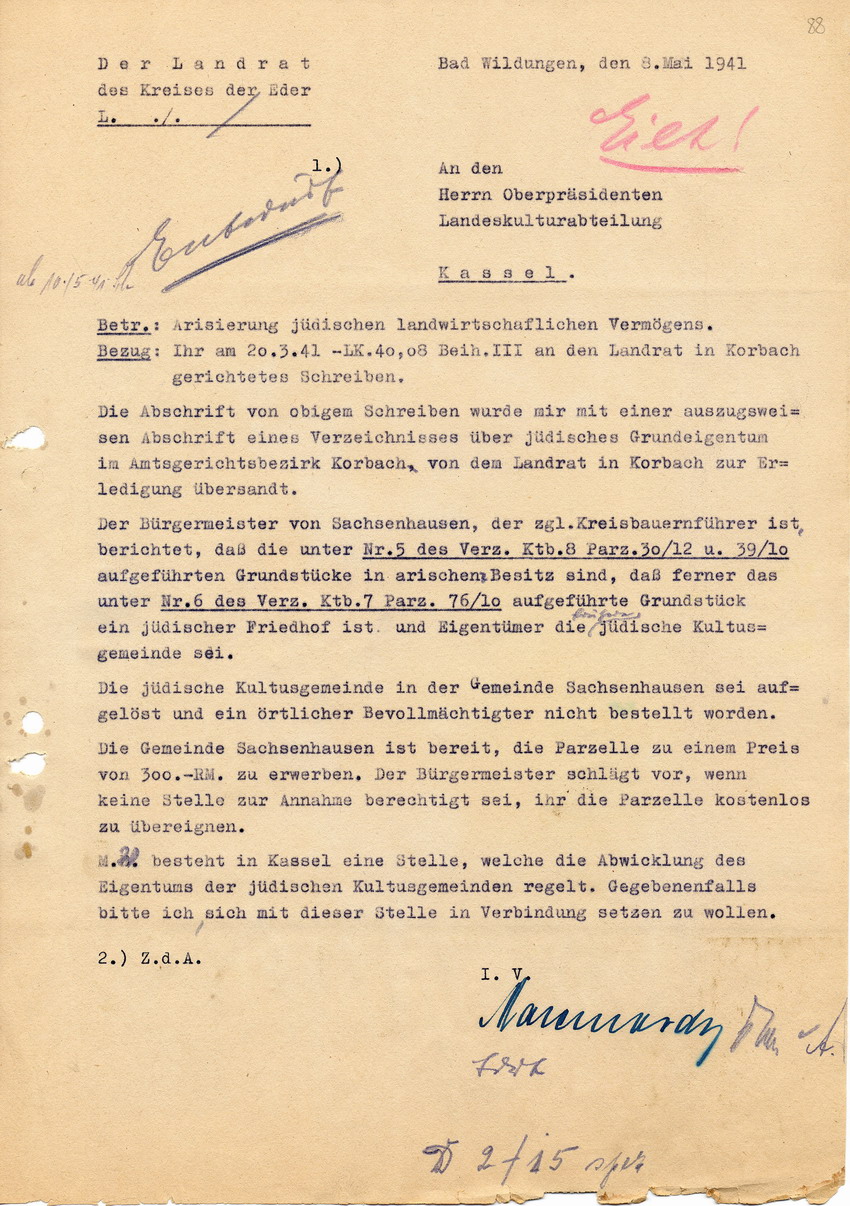 88
Der Landrat
des Kreises der Eder
L. ./.
Bad Wildungen, den 8.Mai 1941
Eilt!
1.)
Entwurf
ab 10.5.41
An den
Herrn Oberpräsidenten
Landeskulturabteilung
Kassel.
Betr.: Arisierung jüdischen landwirtschaflichen Vermögens.
Bezug: Ihr am 20.3.41 -LK.40,08 Beih.III an den Landrat in Korbach
gerichtetes Schreiben.
Die Abschrift von obigem Schreiben wurde mir mit einer auszugswei=
sen Abschrift eines Verzeichnisses über jüdisches Grundeigentum
im Amtsgerichtsbezirk Korbach, von dem Landrat in Korbach zur Er=
ledigung übersandt.
Der Bürgermeister von Sachsenhausen, der zgl.Kreisbauernführer ist,
berichtet, daß die unter Nr.5 des Verz. Ktb.8 Parz.30/12 u. 39/10
aufgeführten Grundstücke in arischem Besitz sind, daß ferner das
unter Nr.6 des Verz. Ktb.7 Parz. 76/10 aufgeführte Grundstück
ein jüdischer Friedhof ist und Eigentümer die jüdische Kultus=
gemeinde sei.
Die jüdische Kultusgemeinde in der Gemeinde Sachsenhausen sei auf=
gelöst und ein örtlicher Bevollmächtigter nicht bestellt worden.
Die Gemeinde Sachsenhausen ist bereit, die Parzelle zu einem Preis
von 300.-RM. zu erwerben. Der Bürgermeister schlägt vor, wenn
keine Stelle zur Annahme berechtigt sei, ihr die Parzelle kostenlos
zu übereignen.
M.W. besteht in Kassel eine Stelle, welche die Abwicklung des
Eigentums der jüdischen Kultusgemeinden regelt. Gegebenenfalls
bitte ich sich mit dieser Stelle in Verbindung setzen zu wollen.
2.) Z.d.A.
I. V.
D 2/15